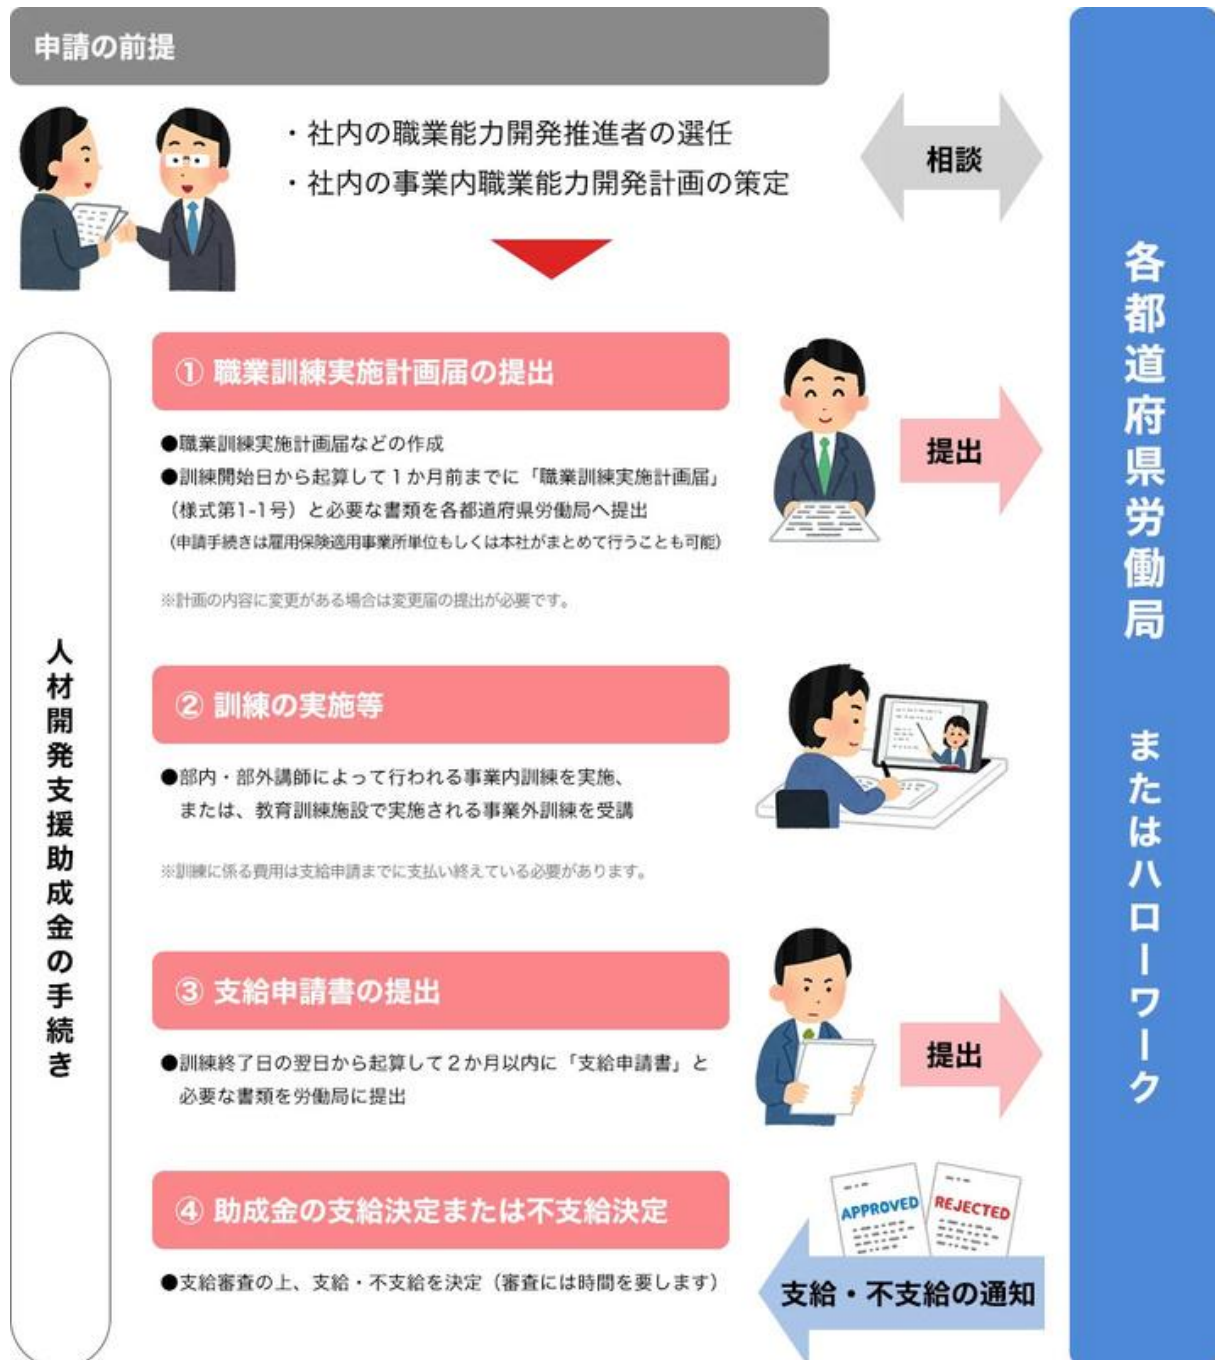 申請の前提
・社内の職業能力開発推進者の選任
・社内の事業内職業能力開発計画の策定
相談
各都道府県労働局 またはハローワーク
人材開発支援助成金の手続き
① 職業訓練実施計画届の提出
●職業訓練実施計画届などの作成
●訓練開始日から起算して1か月前までに「職業訓練実施計画届」
（様式第1-1号）と必要な書類を各都道府県労働局へ提出
（申請手続きは雇用保険適用事業所単位もしくは本社がまとめて行うことも可能）
※計画の内容に変更がある場合は変更届の提出が必要です。
提出
② 訓練の実施等
●部内・部外講師によって行われる事業内訓練を実施、
または、教育訓練施設で実施される事業外訓練を受講
※訓練に係る費用は支給申請までに支払い終えている必要があります。
③ 支給申請書の提出
●訓練終了日の翌日から起算して2か月以内に「支給申請書」と
必要な書類を労働局に提出
提出
④ 助成金の支給決定または不支給決定
●支給審査の上、支給・不支給を決定（審査には時間を要します）
APPROVED
REJECTED
支給・不支給の通知